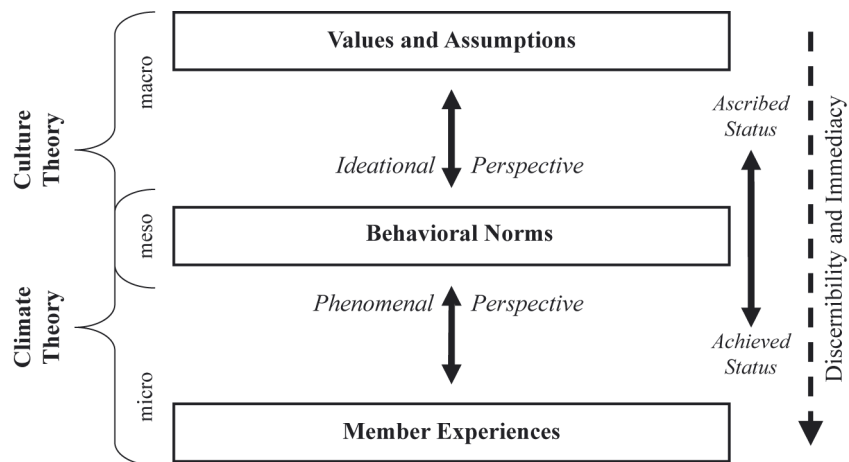 Values and Assumptions
macro
Culture
Theory
Ascribed
Status
Ideational
Perspective
Discernibility and Immediacy
meso
Behavioral Norms
Phenomenal
Perspective
Climate
Theory
Achieved
Status
micro
Member Experiences